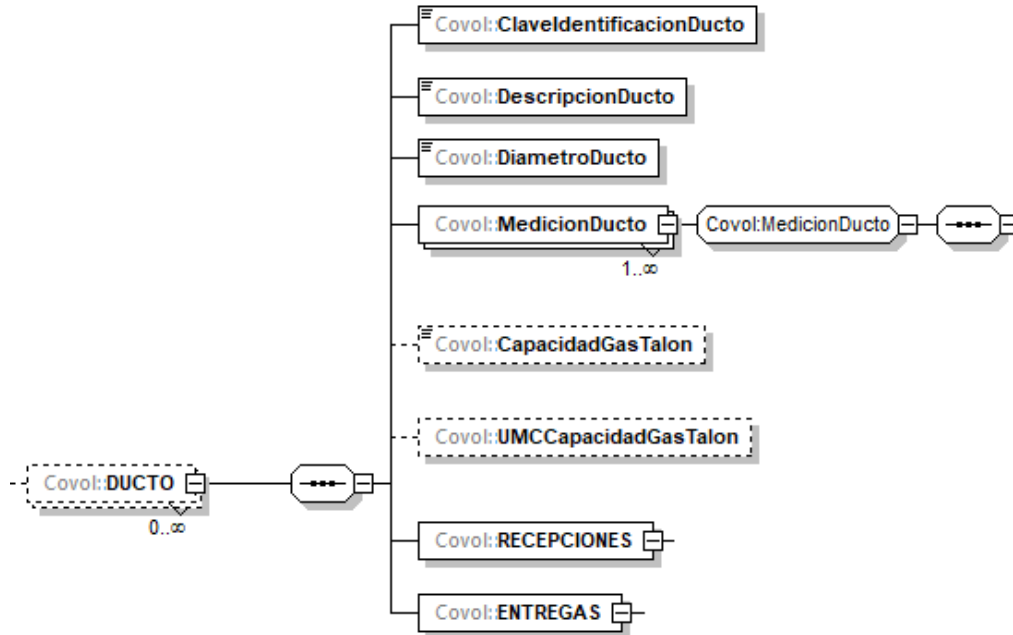 Covol::ClaveIdentificacionDucto
Covol::DescripcionDucto
Covol::DiametroDucto
Covol::MedicionDucto
Covol:MedicionDucto
1..∞
Covol::CapacidadGasTalon
Covol::UMCCapacidadGasTalon
Covol::DUCTO
0..∞
Covol::RECEPCIONES
Covol::ENTREGAS